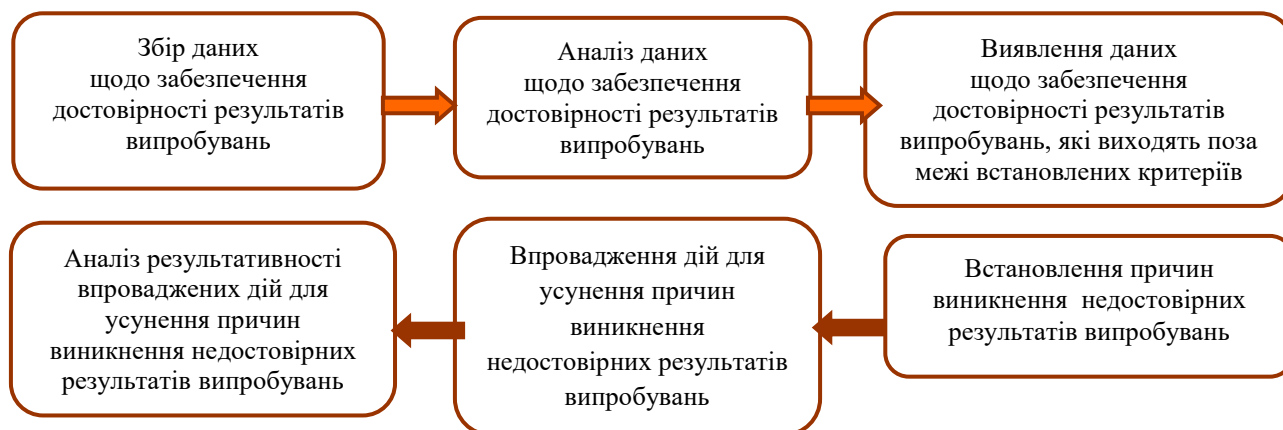 Збір даних
щодо забезпечення
достовірності результатів
випробувань
Аналіз даних
щодо забезпечення
достовірності результатів
випробувань
Виявлення даних
щодо забезпечення
достовірності результатів
випробувань, які виходять поза
межі встановлених критеріїв
Встановлення причин
виникнення недостовірних
результатів випробувань
Впровадження дій для
усунення причин
виникнення
недостовірних результатів
випробувань
Аналіз результативності
впроваджених дій для
усунення причин
виникнення недостовірних
результатів випробувань